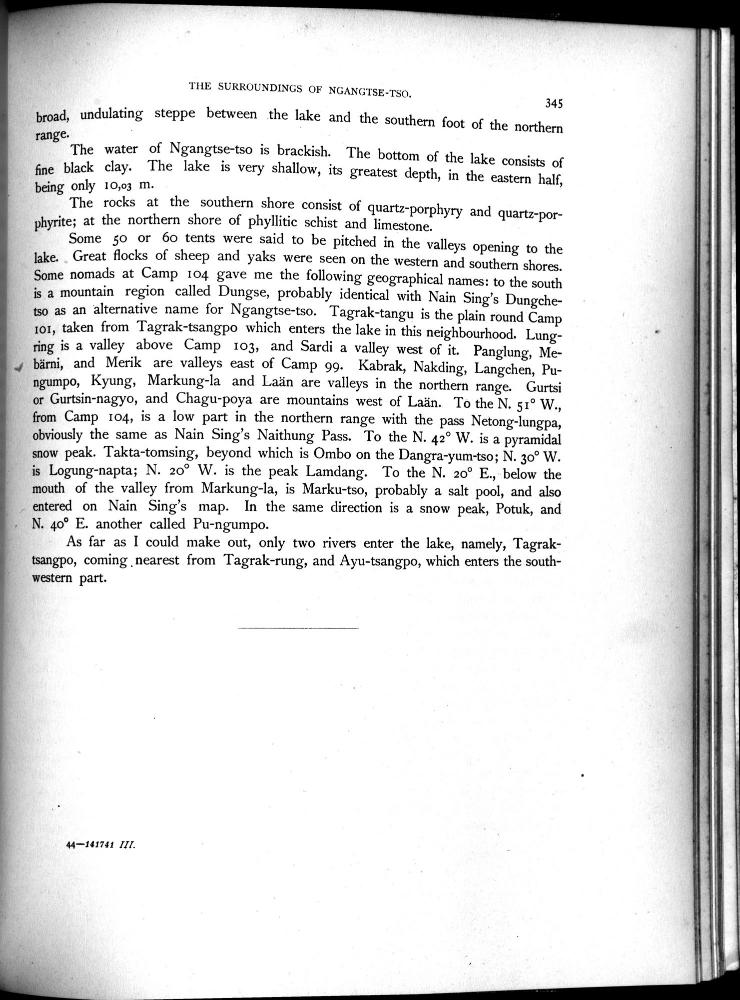 THE SURROUNDINGS OF NGANGTSE-TSO.
345
broad, undulating steppe between the lake and the southern foot of the northern
range.
The water of Ngangtse-tso is brackish. The bottom of the lake consists of
fine black clay. The lake is very shallow, its greatest depth, in the eastern half,
being only 10,03 m.
The rocks at the southern shore consist of quartz-porphyry and quartz-por-
phyrite; at the northern shore of phyllitic schist and limestone.
Some 50 or 60 tents were said to be pitched in the valleys opening to the
lake. Great flocks of sheep and yaks were seen on the western and southern shores.
Some nomads at Camp 104 gave me the following geographical names: to the south
is a mountain region called Dungse, probably identical with Nain Sing's Dungche-
tso as an alternative name for Ngangtse-tso. Tagrak-tangu is the plain round Camp
101, taken from Tagrak-tsangpo which enters the lake in this neighbourhood. Lung-
ring is a valley above Camp 103, and Sardi a valley west of it. Panglung, Me-
bärni, and Merik are valleys east of Camp 99. Kabrak, Nakding, Langchen, Pu-
ngumpo, Kyung, Markung-la and Laän are valleys in the northern range. Gurtsi
or Gurtsin-nagyo, and Chagu-poya are mountains west of Laän. To the N. 51° W.,
from Camp 104, is a low part in the northern range with the pass Netong-lungpa,
obviously the same as Nain Sing's Naithung Pass. To the N. 42° W. is a pyramidal
snow peak. Takta-tomsing, beyond which is Ombo on the Dangra-yum-tso; N. 30° W.
is Logung-napta; N. 20° W. is the peak Lamdang. To the N. 20° E., below the
mouth of the valley from Markung-la, is Marku-tso, probably a salt pool, and also
entered on Nain Sing's map. In the same direction is a snow peak, Potuk, and
N. 40° E. another called Pu-ngumpo.
As far as I could make out, only two rivers enter the lake, namely, Tagrak-
tsangpo, coming nearest from Tagrak-rung, and Ayu-tsangpo, which enters the south-
western part.
44—141741 III.